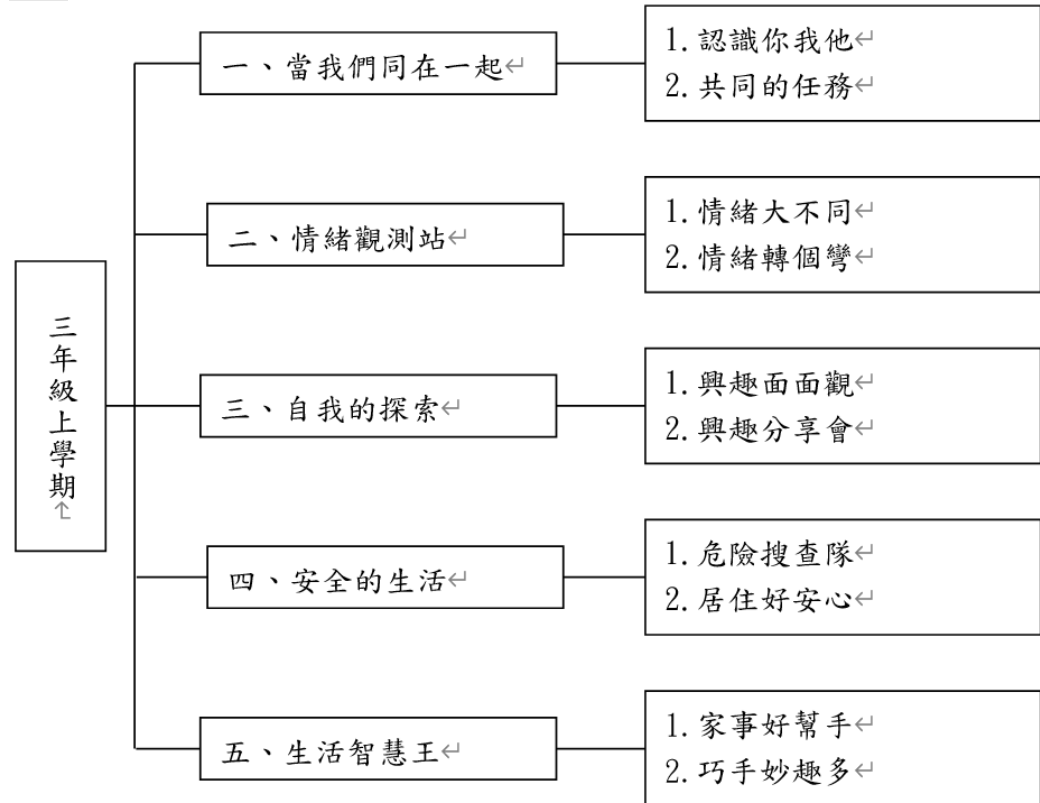 三年級上學期
一、當我們同在一起
1.認識你我他
2.共同的任務
二、情緒觀測站
1.情緒大不同
2.情緒轉個彎
三、自我的探索
1.興趣面面觀
2.興趣分享會
四、安全的生活
1.危險搜查隊
2.居住好安心
五、生活智慧王
1.家事好幫手
2.巧手妙趣多